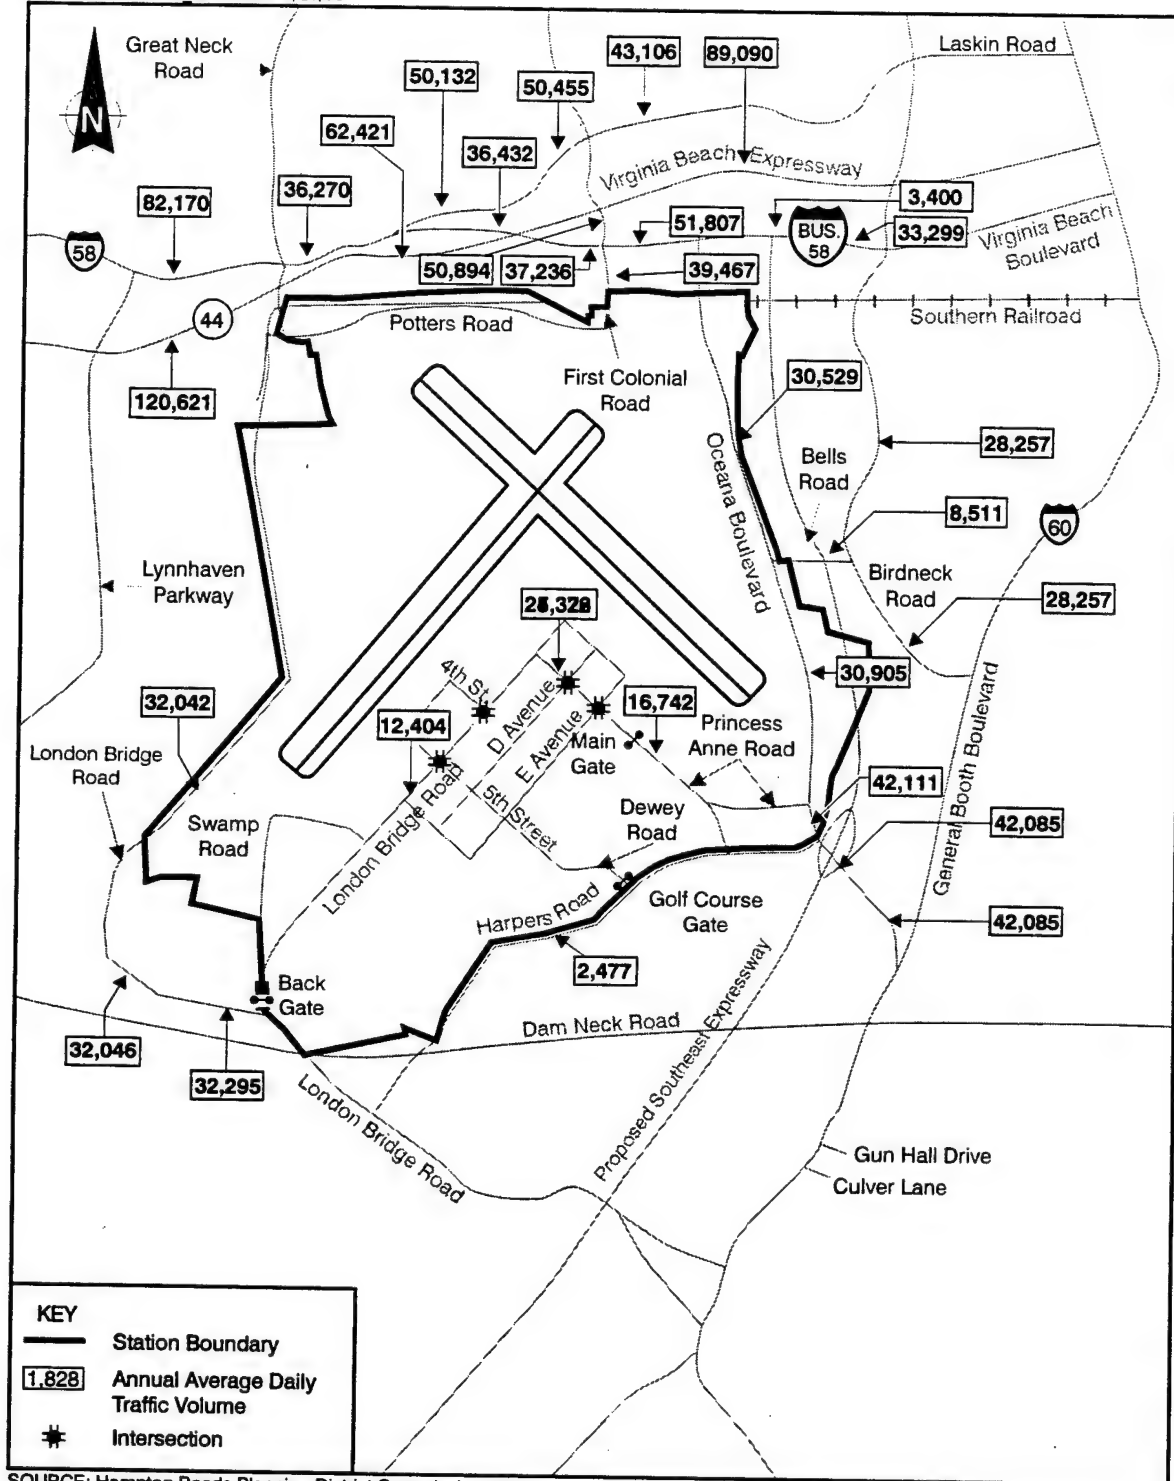 Great Neck
Road
N
43,106
89,090
Laskin Road
50,132
50,455
62,421
36,432
Virginia Beach Expressway
36,270
82,170
3,400
51,807
BUS.
58
33,299
Virginia Beach
Boulevard
58
50,894
37,236
39,467
44
Potters Road
Southern Railroad
First Colonial
Road
30,529
120,621
Oceana Boulevard
Bells
Road
28,257
8,511
60
Lynnhaven
Parkway
Birdneck
Road
28,257
4th St.
30,905
32,042
12,404
D Avenue
E Avenue
16,742
Main
Gate
Princess
Anne Road
General Booth Boulevard
London Bridge
Road
42,111
Swamp
Road
London Bridge Road
5th Street
Dewey
Road
42,085
Harpers Road
Golf Course
Gate
42,085
2,477
Back
Gate
Dam Neck Road
Proposed Southeast Expressway
32,046
32,295
London Bridge Road
Gun Hall Drive
Culver Lane
KEY
Station Boundary
1,828
Annual Average Daily
Traffic Volume
Intersection